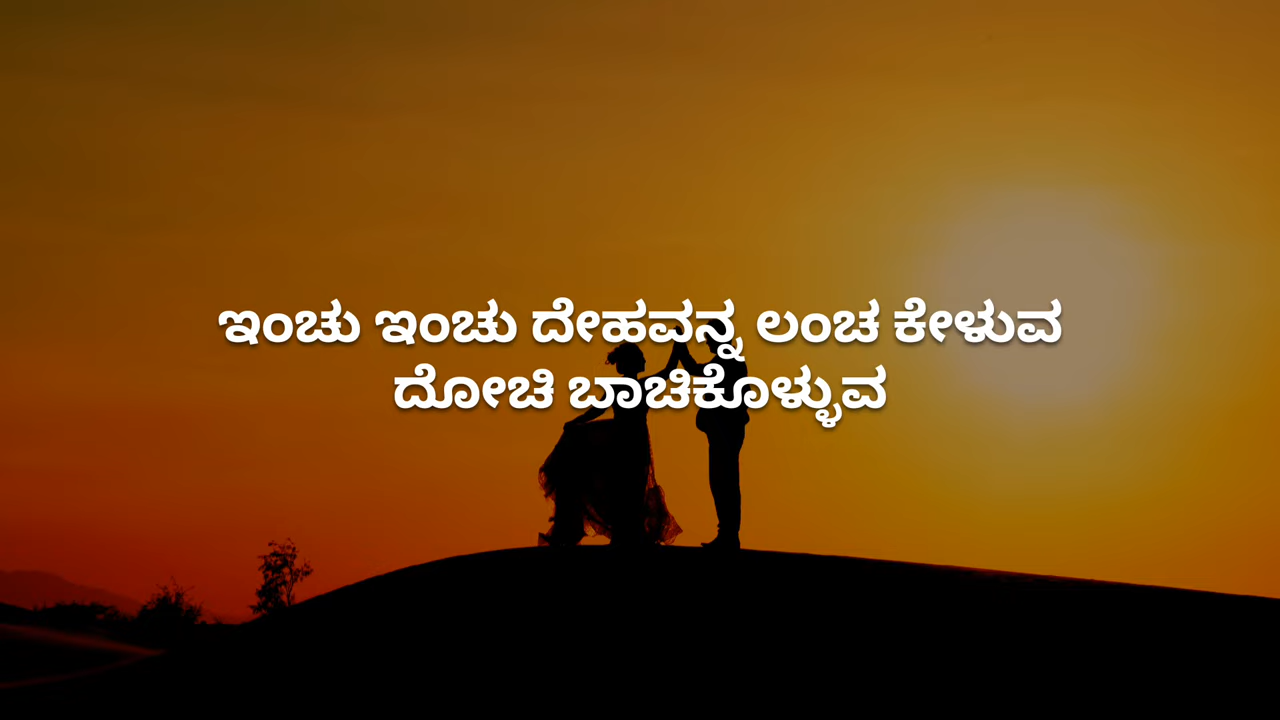 ಇಂಚು ಇಂಚು ದೇಹವನ್ನ ಲಂಚ ಕೇಳುವ
ದೋಚಿ ಬಾಚಿಕೊಳ್ಳುವ